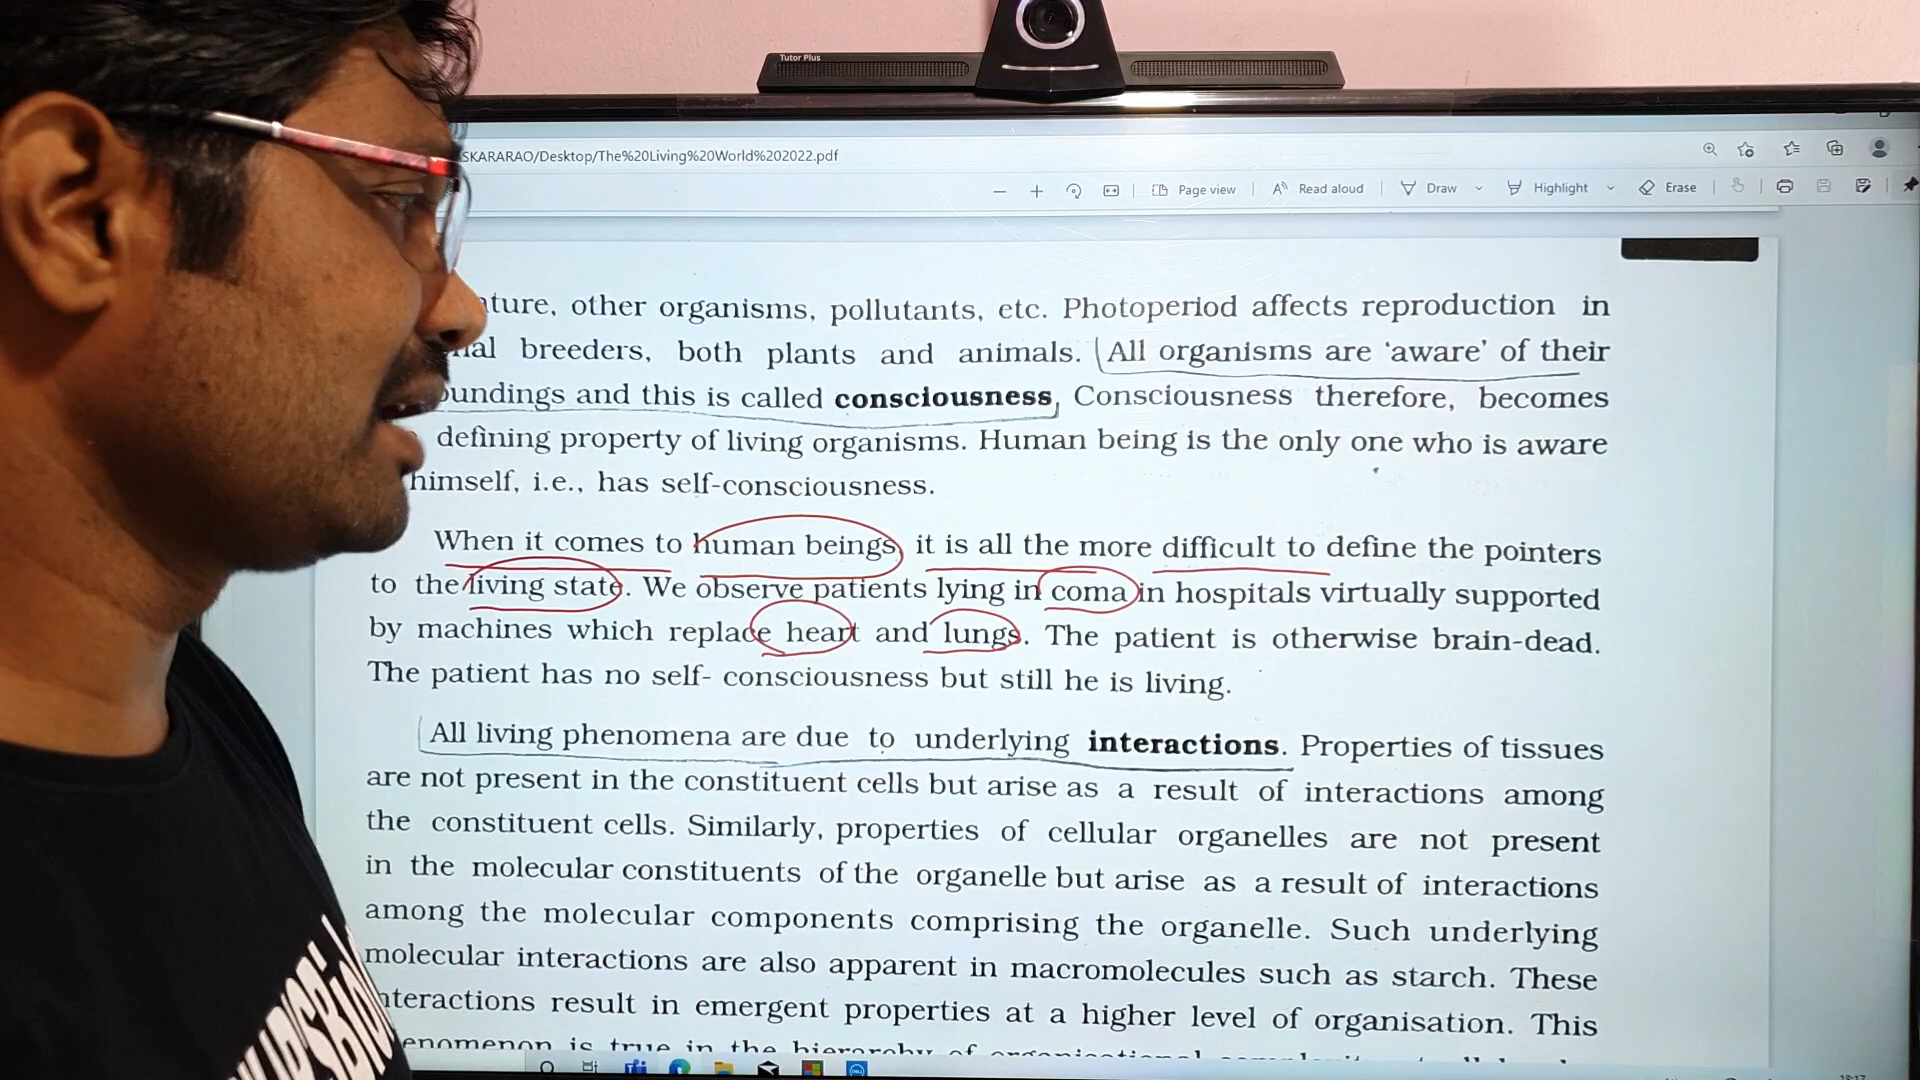 Tutor Plus
SKARARAO/Desktop/The%20Living%20World%202022.pdf
Page view Read aloud Draw Highlight Erase
ture, other organisms, pollutants, etc. Photoperiod affects reproduction in
breeders, both plants and animals. All organisms are ‘aware’ of their
oundings and this is called consciousness. Consciousness therefore, becomes
defining property of living organisms. Human being is the only one who is aware
himself, i.e., has self-consciousness.
When it comes to human beings, it is all the more difficult to define the pointers
to the living state. We observe patients lying in coma in hospitals virtually supported
by machines which replace heart and lungs. The patient is otherwise brain-dead.
The patient has no self- consciousness but still he is living.
All living phenomena are due to underlying interactions. Properties of tissues
are not present in the constituent cells but arise as a result of interactions among
the constituent cells. Similarly, properties of cellular organelles are not present
in the molecular constituents of the organelle but arise as a result of interactions
among the molecular components comprising the organelle. Such underlying
molecular interactions are also apparent in macromolecules such as starch. These
nteractions result in emergent properties at a higher level of organisation. This
enomenon is true in the hierarchy of